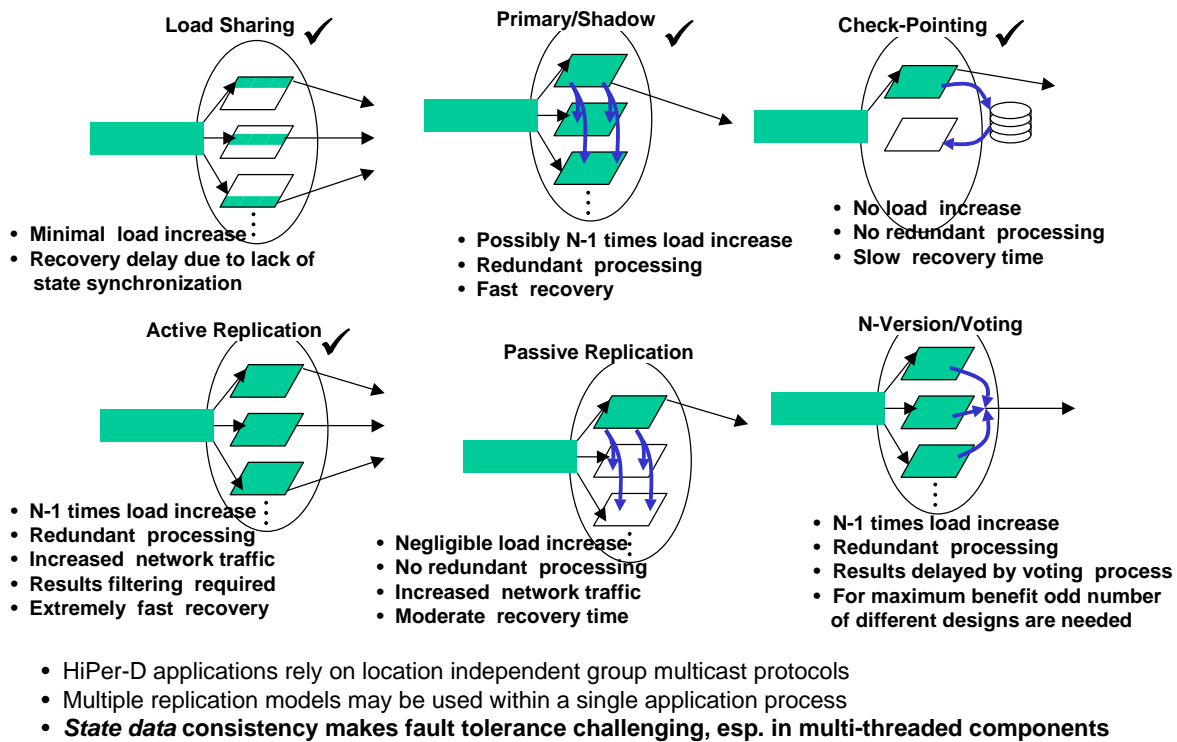 Load Sharing
• Minimal load increase
• Recovery delay due to lack of
state synchronization
Primary/Shadow
• Possibly N-1 times load increase
• Redundant processing
• Fast recovery
Check-Pointing
• No load increase
• No redundant processing
• Slow recovery time
Active Replication
• N-1 times load increase
• Redundant processing
• Increased network traffic
• Results filtering required
• Extremely fast recovery
Passive Replication
• Negligible load increase
• No redundant processing
• Increased network traffic
• Moderate recovery time
N-Version/Voting
• N-1 times load increase
• Redundant processing
• Results delayed by voting process
• For maximum benefit odd number
of different designs are needed
• HiPer-D applications rely on location independent group multicast protocols
• Multiple replication models may be used within a single application process
• State data consistency makes fault tolerance challenging, esp. in multi-threaded components